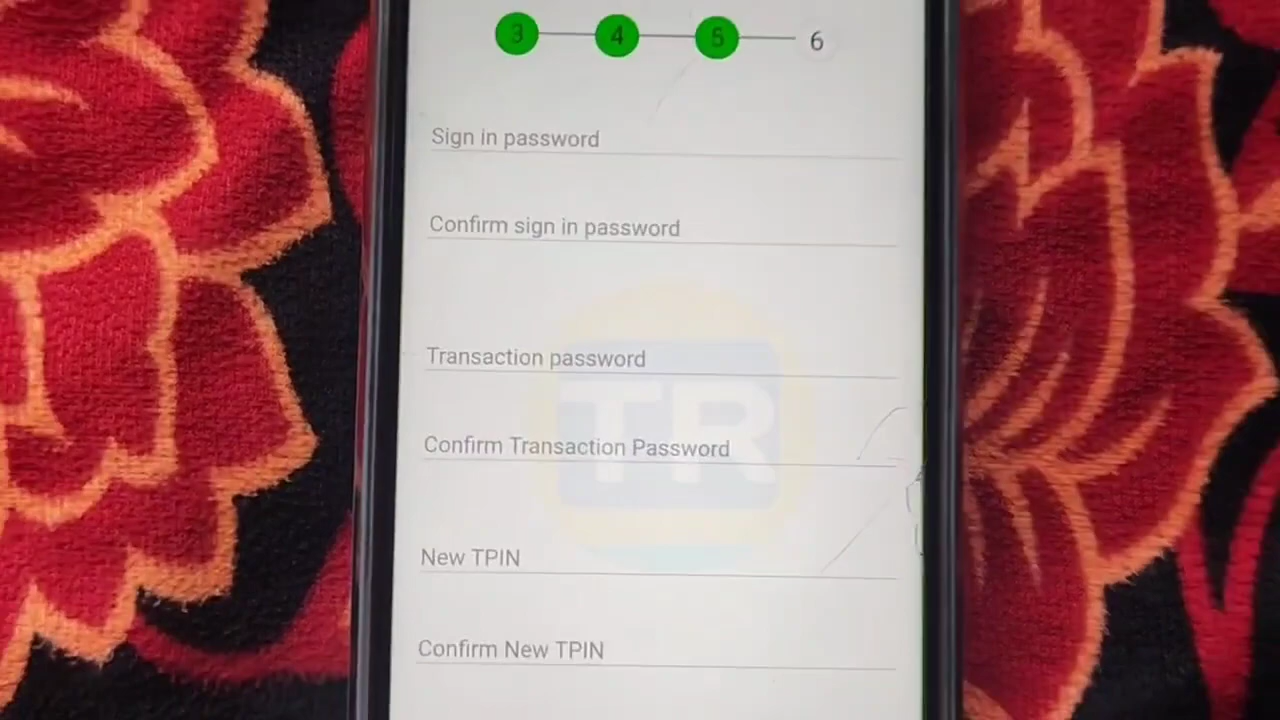 3 4 5 6
Sign in password
Confirm sign in password
Transaction password
TR
Confirm Transaction Password
New TPIN
Confirm New TPIN